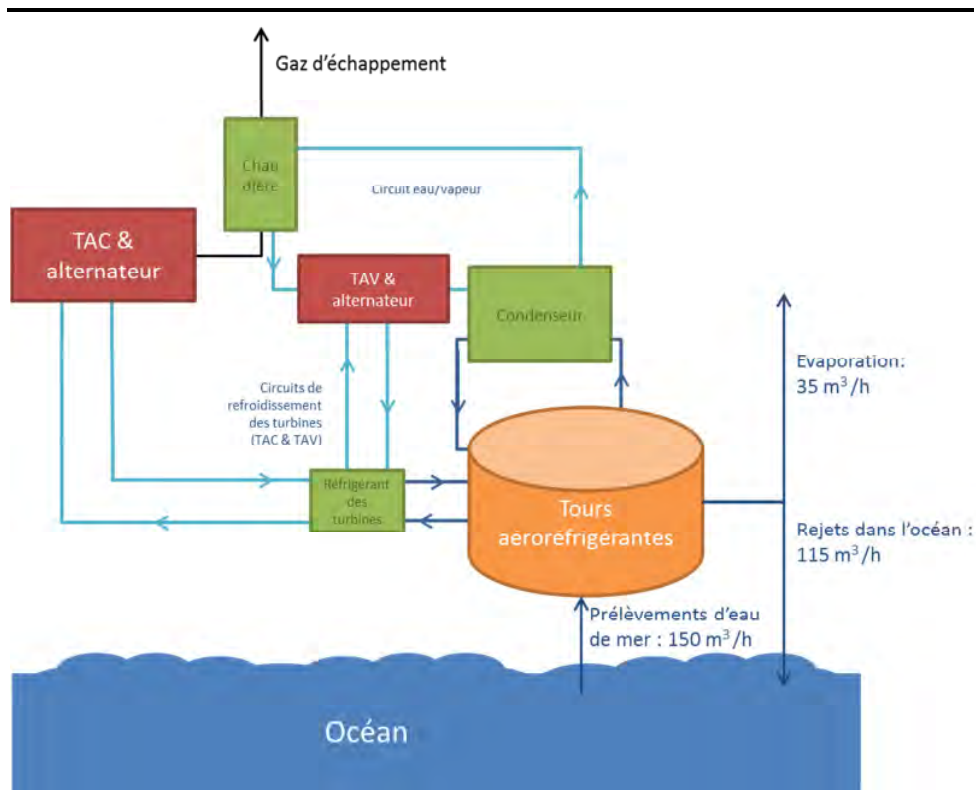 Gaz d'échappement
Chau
dière
Circuit eau/vapeur
TAC &
alternateur
TAV &
alternateur
Condenseur
Evaporation:
35 m³/h
Circuits de
refroidissement
des turbines
(TAC & TAV)
Réfrigérant
des
turbines
Tours
aéroréfrigérantes
Rejets dans l'océan :
115 m³/h
Prélèvements d'eau
de mer : 150 m³/h
Océan